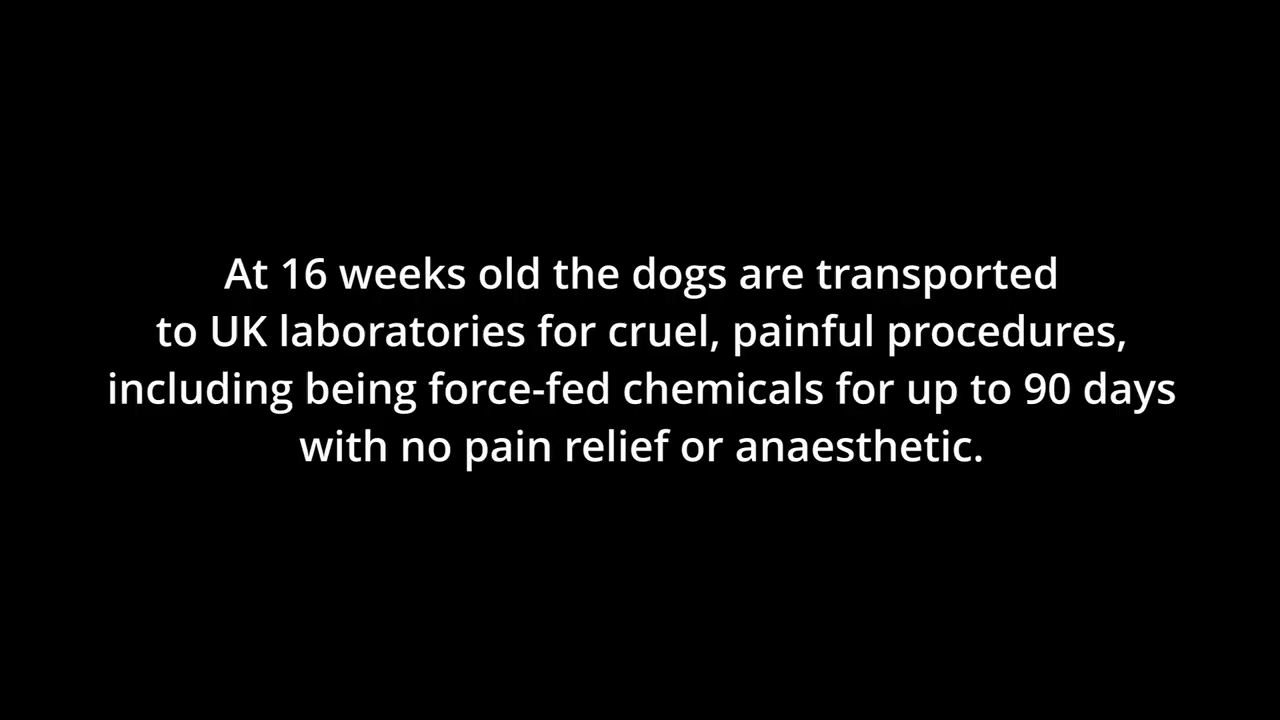 At 16 weeks old the dogs are transported
to UK laboratories for cruel, painful procedures,
including being force-fed chemicals for up to 90 days
with no pain relief or anaesthetic.